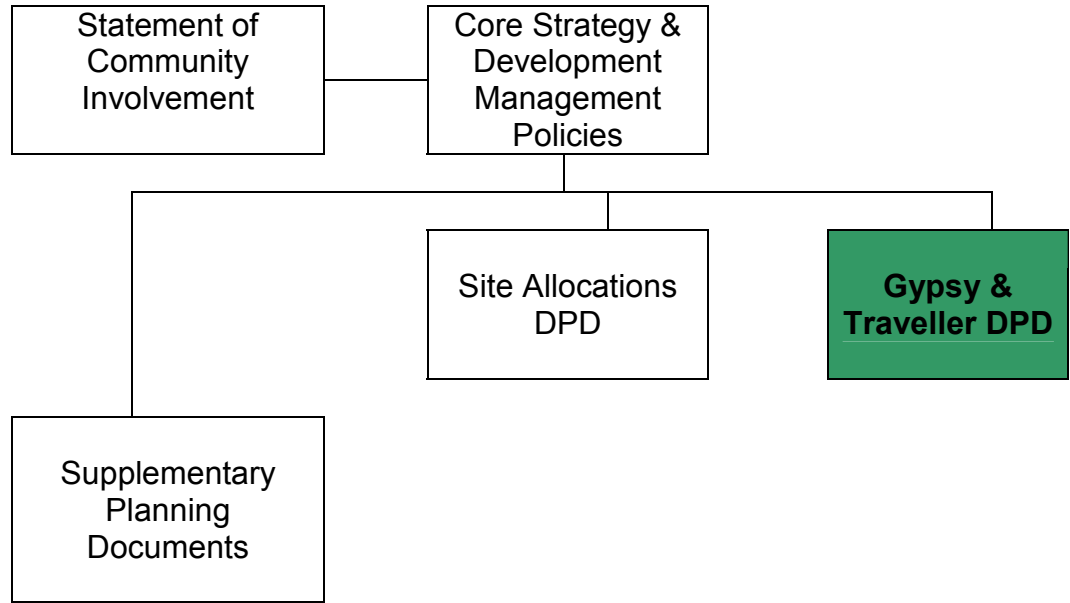 Statement of
Community
Involvement
Core Strategy &
Development
Management
Policies
Site Allocations
DPD
Gypsy &
Traveller DPD
Supplementary
Planning
Documents